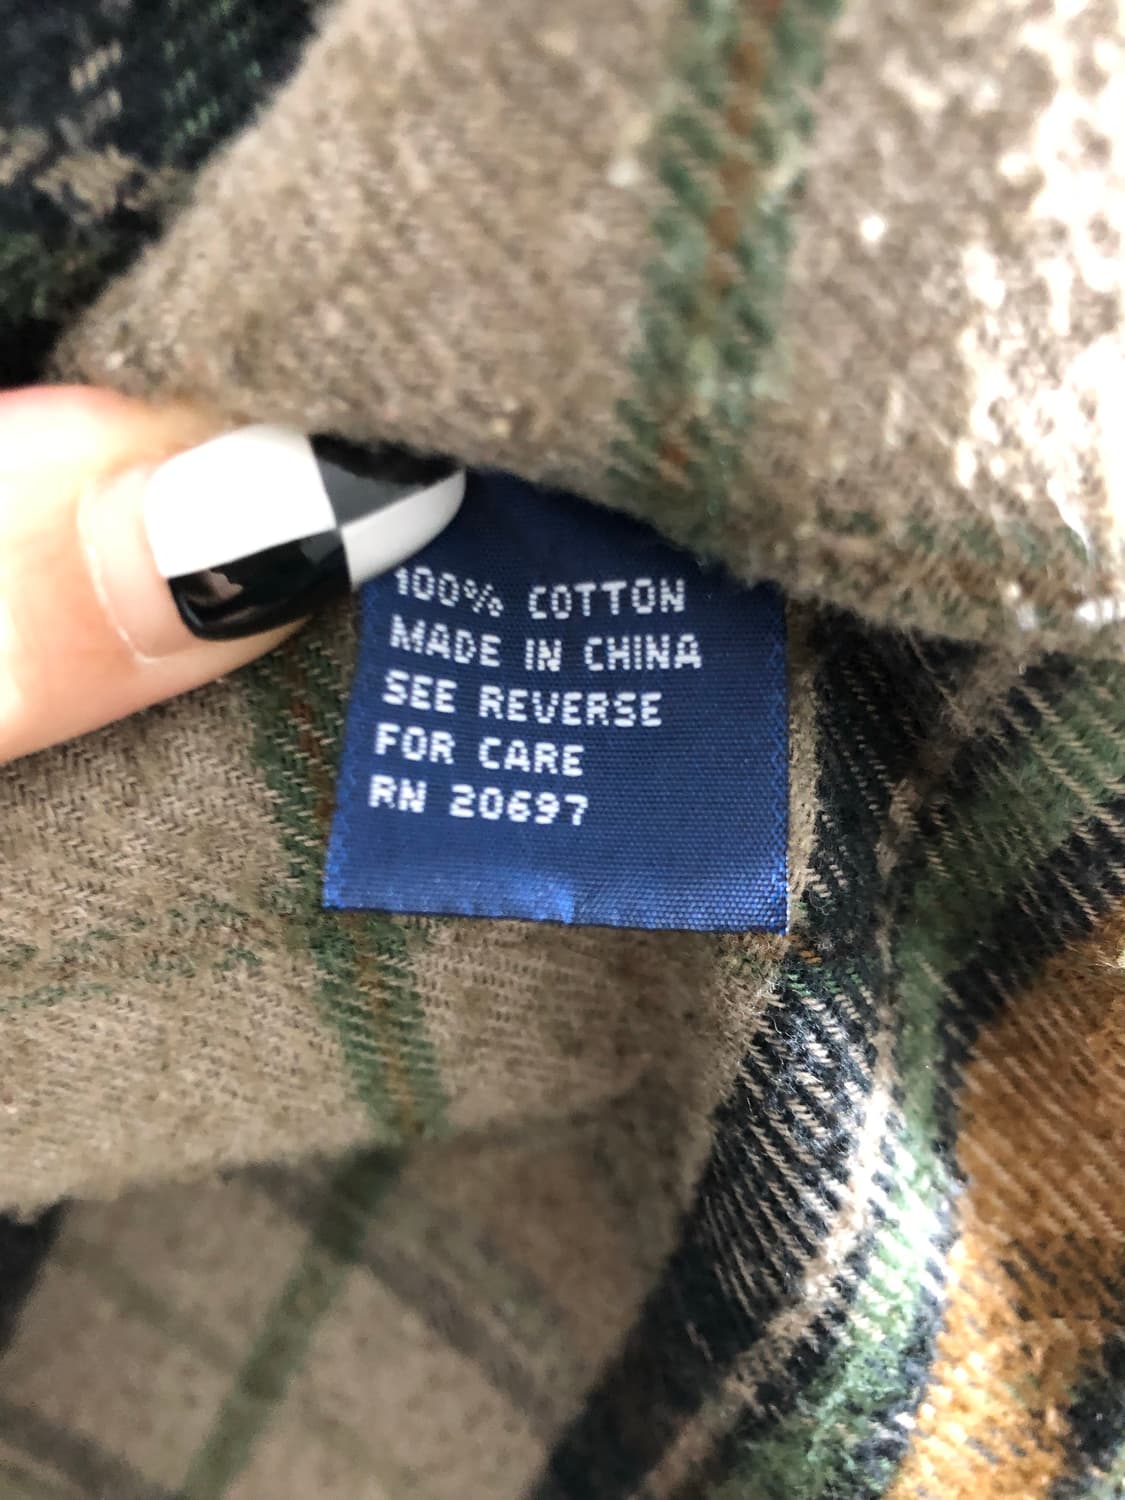 100% COTTON
MADE IN CHINA
SEE REVERSE
FOR CARE
RN 20697